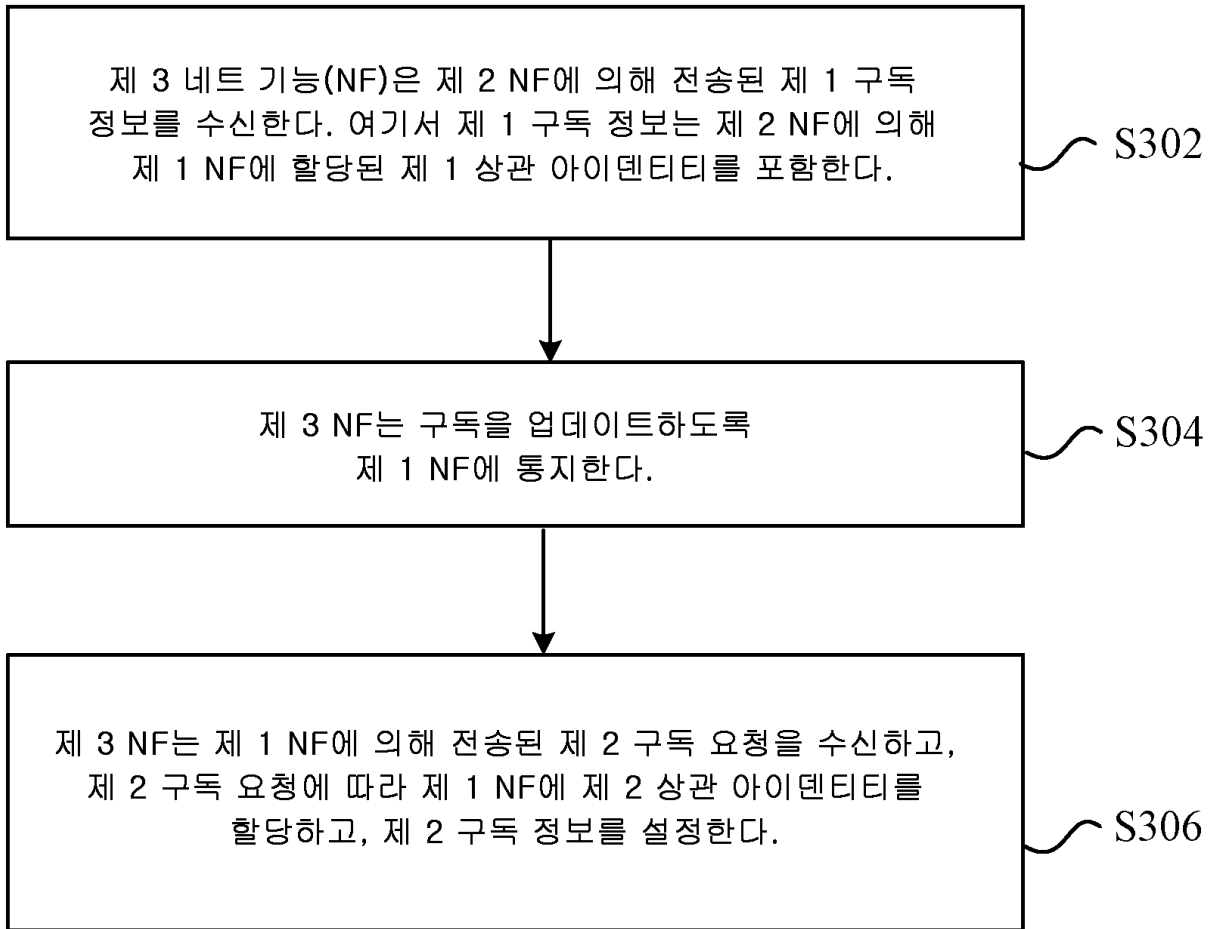 제 3 네트 기능(NF)은 제 2 NF에 의해 전송된 제 1 구독
정보를 수신한다. 여기서 제 1 구독 정보는 제 2 NF에 의해
제 1 NF에 할당된 제 1 상관 아이덴티티를 포함한다.
S302
제 3 NF는 구독을 업데이트하도록
제 1 NF에 통지한다.
S304
제 3 NF는 제 1 NF에 의해 전송된 제 2 구독 요청을 수신하고,
제 2 구독 요청에 따라 제 1 NF에 제 2 상관 아이덴티티를
할당하고, 제 2 구독 정보를 설정한다.
S306